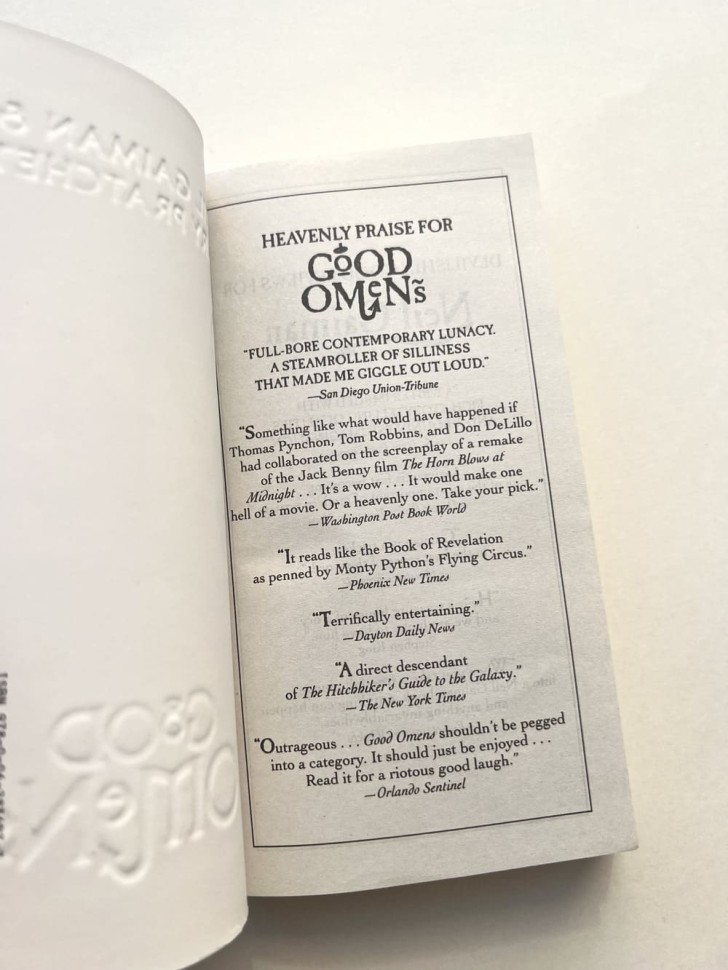 HEAVENLY PRAISE FOR
GOOD
OMENS
"FULL-BORE CONTEMPORARY LUNACY.
A STEAMROLLER OF SILLINESS
THAT MADE ME GIGGLE OUT LOUD."
—San Diego Union-Tribune
"Something like what would have happened if
Thomas Pynchon, Tom Robbins, and Don DeLillo
had collaborated on the screenplay of a remake
of the Jack Benny film The Horn Blows at
Midnight . . . It's a wow . . . It would make one
hell of a movie. Or a heavenly one. Take your pick."
—Washington Post Book World
"It reads like the Book of Revelation
as penned by Monty Python's Flying Circus."
—Phoenix New Times
"Terrifically entertaining."
—Dayton Daily News
"A direct descendant
of The Hitchhiker's Guide to the Galaxy."
—The New York Times
"Outrageous . . . Good Omens shouldn't be pegged
into a category. It should just be enjoyed . . .
Read it for a riotous good laugh."
—Orlando Sentinel
GAIMAN &
PRATCHE
GOOD
OMEN
ISBN